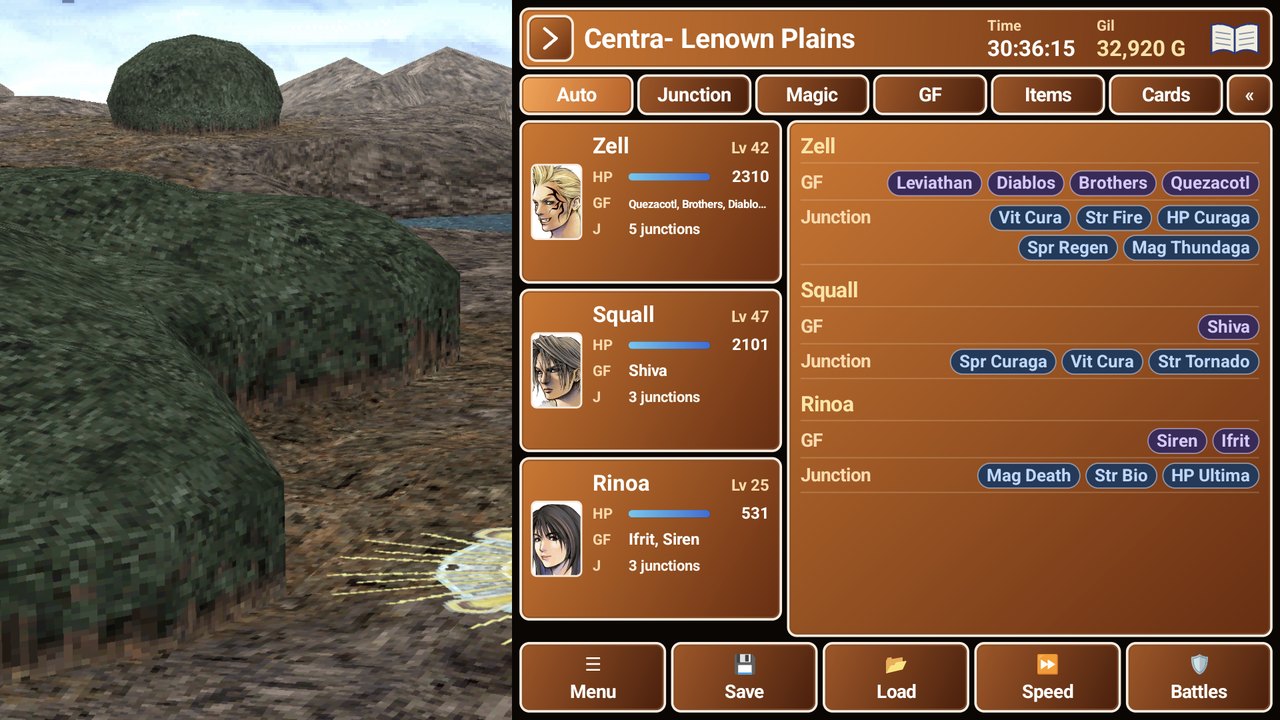 Centra- Lenown Plains
Time
30:36:15
Gil
32,920 G
Auto
Junction
Magic
GF
Items
Cards
«
Zell
Lv 42
HP
2310
GF
Quezacotl, Brothers, Diablo...
J
5 junctions
Squall
Lv 47
HP
2101
GF
Shiva
J
3 junctions
Rinoa
Lv 25
HP
531
GF
Ifrit, Siren
J
3 junctions
Zell
GF
Leviathan
Diablos
Brothers
Quezacotl
Junction
Vit Cura
Str Fire
HP Curaga
Spr Regen
Mag Thundaga
Squall
GF
Shiva
Junction
Spr Curaga
Vit Cura
Str Tornado
Rinoa
GF
Siren
Ifrit
Junction
Mag Death
Str Bio
HP Ultima
Menu
Save
Load
Speed
Battles